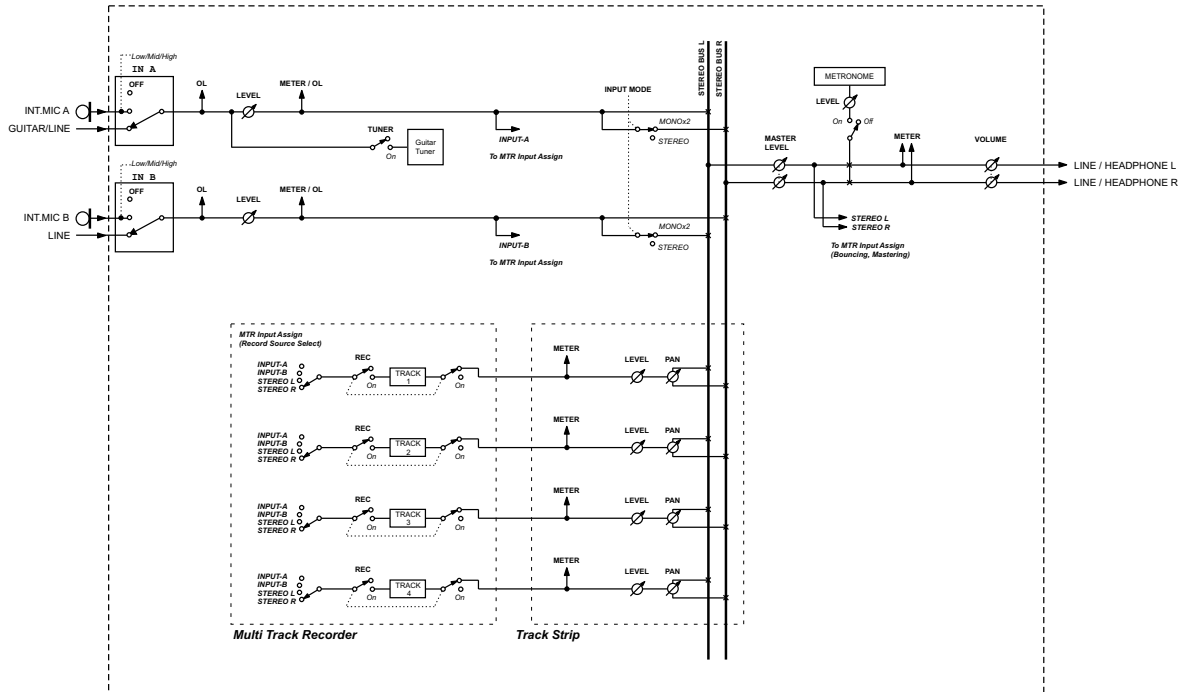 Low/Mid/High
IN A
OFF
OL
LEVEL
METER / OL
INT.MIC A
GUITAR/LINE
TUNER
On
Guitar
Tuner
INPUT-A
To MTR Input Assign
INPUT MODE
MONOx2
STEREO
Low/Mid/High
IN B
OFF
OL
LEVEL
METER / OL
INT.MIC B
LINE
INPUT-B
To MTR Input Assign
MONOx2
STEREO
STEREO BUS L
STEREO BUS R
METRONOME
LEVEL
On
Off
MASTER
LEVEL
METER
VOLUME
LINE / HEADPHONE L
LINE / HEADPHONE R
STEREO L
STEREO R
To MTR Input Assign
(Bouncing, Mastering)
MTR Input Assign
(Record Source Select)
INPUT-A
INPUT-B
STEREO L
STEREO R
REC
On
TRACK
1
On
METER
LEVEL
PAN
INPUT-A
INPUT-B
STEREO L
STEREO R
REC
On
TRACK
2
On
METER
LEVEL
PAN
INPUT-A
INPUT-B
STEREO L
STEREO R
REC
On
TRACK
3
On
METER
LEVEL
PAN
INPUT-A
INPUT-B
STEREO L
STEREO R
REC
On
TRACK
4
On
METER
LEVEL
PAN
Multi Track Recorder
Track Strip